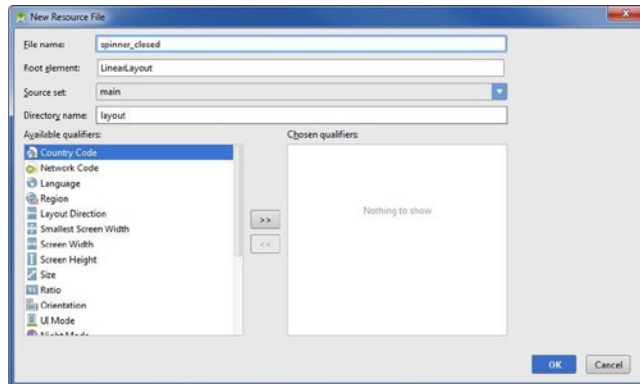 New Resource File
File name: spinner_closed
Root element: LinearLayout
Source set: main
Directory name: layout
Available qualifiers:
Country Code
Network Code
Language
Region
Layout Direction
Smallest Screen Width
Screen Width
Screen Height
Size
Ratio
Orientation
UI Mode
Night Mode
>>
<<
Chosen qualifiers:
Nothing to show
OK
Cancel